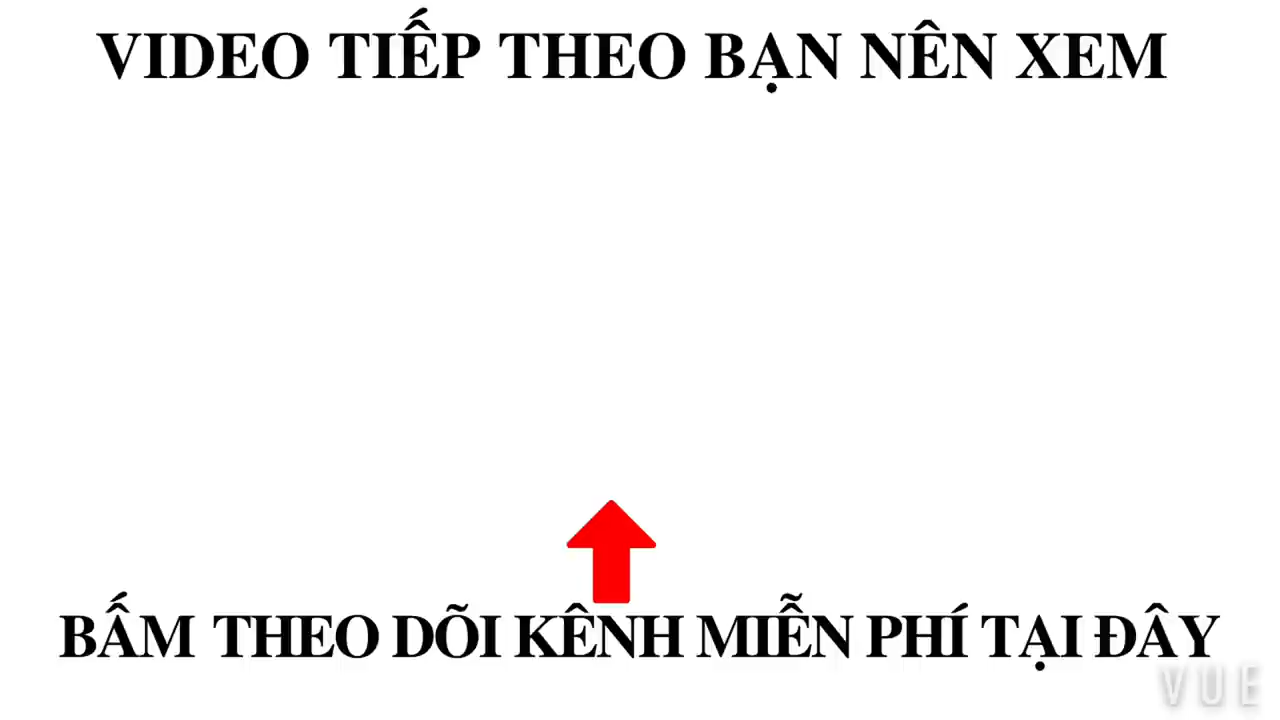 VIDEO TIẾP THEO BẠN NÊN XEM
BẤM THEO DÕI KÊNH MIỄN PHÍ TẠI ĐÂY
VUE